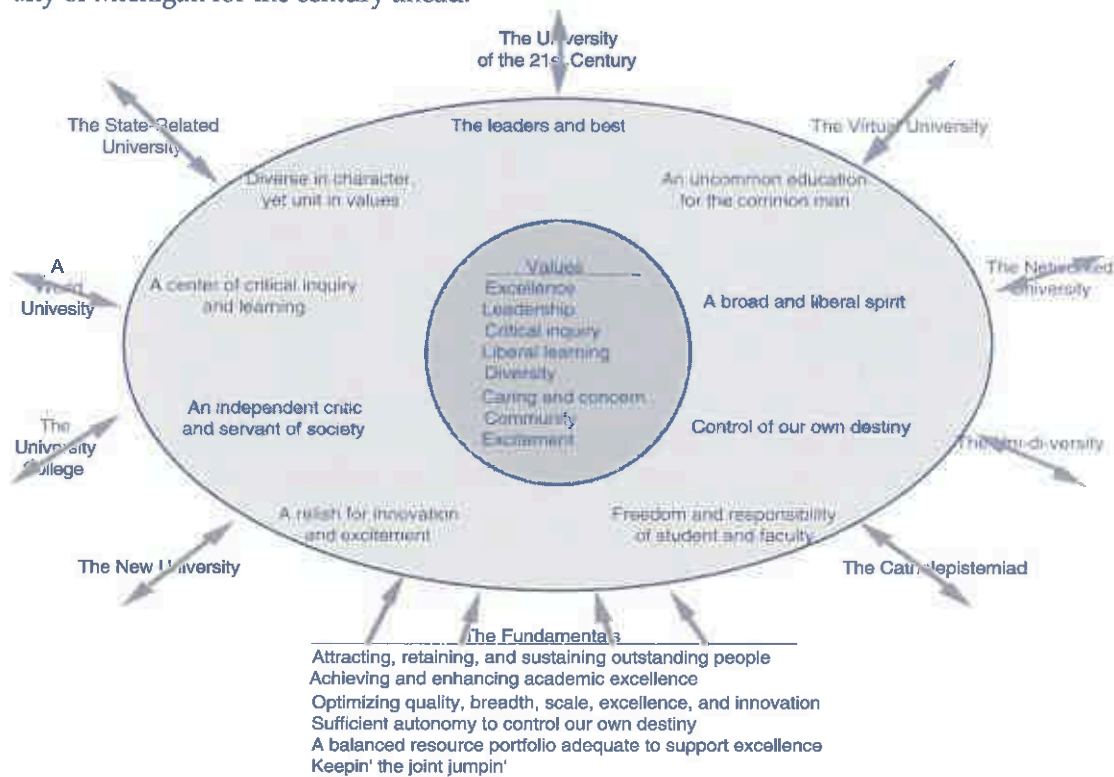 of Michigan for the century ahead.
The University
of the 21st Century
The State-Related
University
The leaders and best
The Virtual University
Diverse in character,
yet unit in values
An uncommon education
for the common man
A
World
Univesity
A center of critical inquiry
and learning
Values
Excellence
Leadership
Critical inquiry
Liberal learning
Diversity
Caring and concern
Community
Excitement
A broad and liberal spirit
The Networked
University
An independent critic
and servant of society
Control of our own destiny
The
University
College
The Uni-di-versity
A relish for innovation
and excitement
Freedom and responsibility
of student and faculty
The New University
The Catholepistemiad
The Fundamentals
Attracting, retaining, and sustaining outstanding people
Achieving and enhancing academic excellence
Optimizing quality, breadth, scale, excellence, and innovation
Sufficient autonomy to control our own destiny
A balanced resource portfolio adequate to support excellence
Keepin' the joint jumpin'